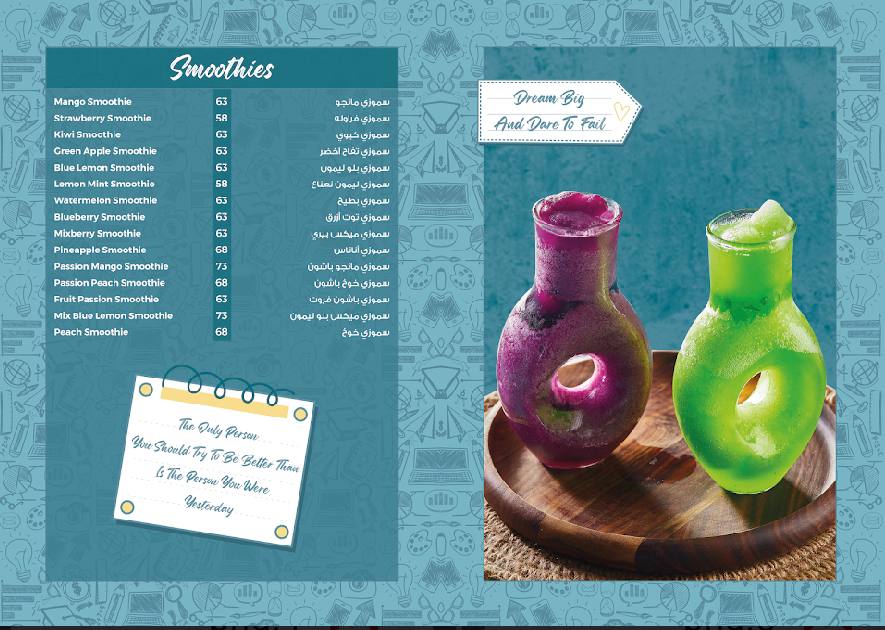 Smoothies
Mango Smoothie 63 سموزي مانجو
Strawberry Smoothie 58 سموزي فراوله
Kiwi Smoothie 63 سموزي كيوي
Green Apple Smoothie 63 سموزي تفاح اخضر
Blue Lemon Smoothie 63 سموزي بلو ليمون
Lemon Mint Smoothie 58 سموزي ليمون نعناع
Watermelon Smoothie 63 سموزي بطيخ
Blueberry Smoothie 63 سموزي توت أزرق
Mixberry Smoothie 63 سموزي ميكس بيري
Pineapple Smoothie 68 سموزي أناناس
Passion Mango Smoothie 73 سموزي مانجو باشون
Passion Peach Smoothie 68 سموزي خوخ باشون
Fruit Passion Smoothie 63 سموزي باشون فروت
Mix Blue Lemon Smoothie 73 سموزي ميكس بلو ليمون
Peach Smoothie 68 سموزي خوخ
The Only Person
You Should Try To Be Better Than
Is The Person You Were
Yesterday
Dream Big
And Dare To Fail